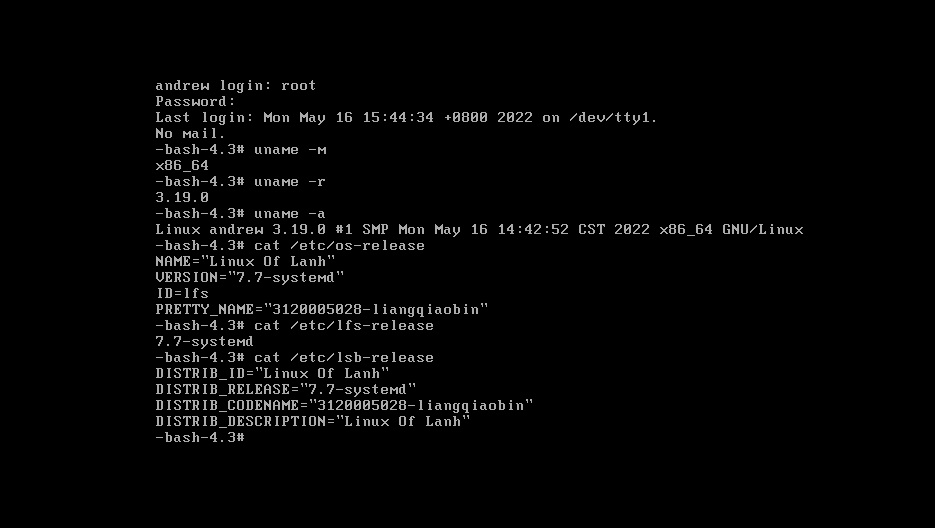 andrew login: root
Password:
Last login: Mon May 16 15:44:34 +0800 2022 on /dev/tty1.
No mail.
-bash-4.3# uname -m
x86_64
-bash-4.3# uname -r
3.19.0
-bash-4.3# uname -a
Linux andrew 3.19.0 #1 SMP Mon May 16 14:42:52 CST 2022 x86_64 GNU/Linux
-bash-4.3# cat /etc/os-release
NAME="Linux Of Lanh"
VERSION="7.7-systemd"
ID=lfs
PRETTY_NAME="3120005028-liangqiaobin"
-bash-4.3# cat /etc/lfs-release
7.7-systemd
-bash-4.3# cat /etc/lsb-release
DISTRIB_ID="Linux Of Lanh"
DISTRIB_RELEASE="7.7-systemd"
DISTRIB_CODENAME="3120005028-liangqiaobin"
DISTRIB_DESCRIPTION="Linux Of Lanh"
-bash-4.3#